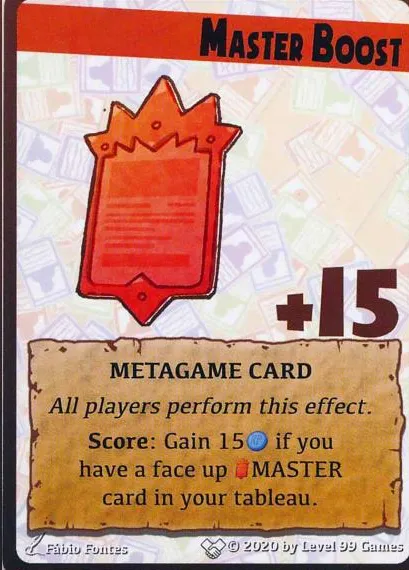 MASTER BOOST
+15
METAGAME CARD
All players perform this effect.
Score: Gain 15 if you
have a face up MASTER
card in your tableau.
Fábio Fontes
© 2020 by Level 99 Games